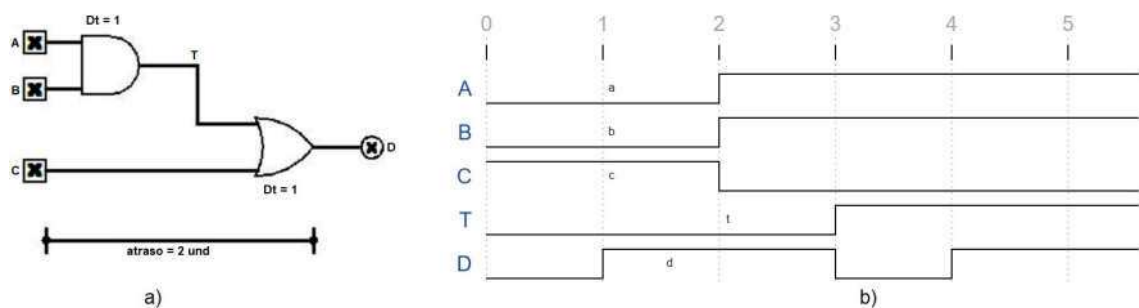 Dt = 1
A
T
B
D
C
Dt = 1
atraso = 2 und
a)
0 1 2 3 4 5
A a
B b
C c
T t
D d
b)